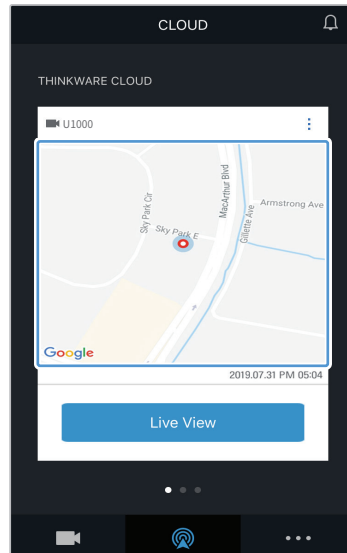 CLOUD
THINKWARE CLOUD
U1000
Sky Park Cir
Sky Park E
MacArthur Blvd
Gillette Ave
Armstrong Ave
Google
2019.07.31 PM 05:04
Live View